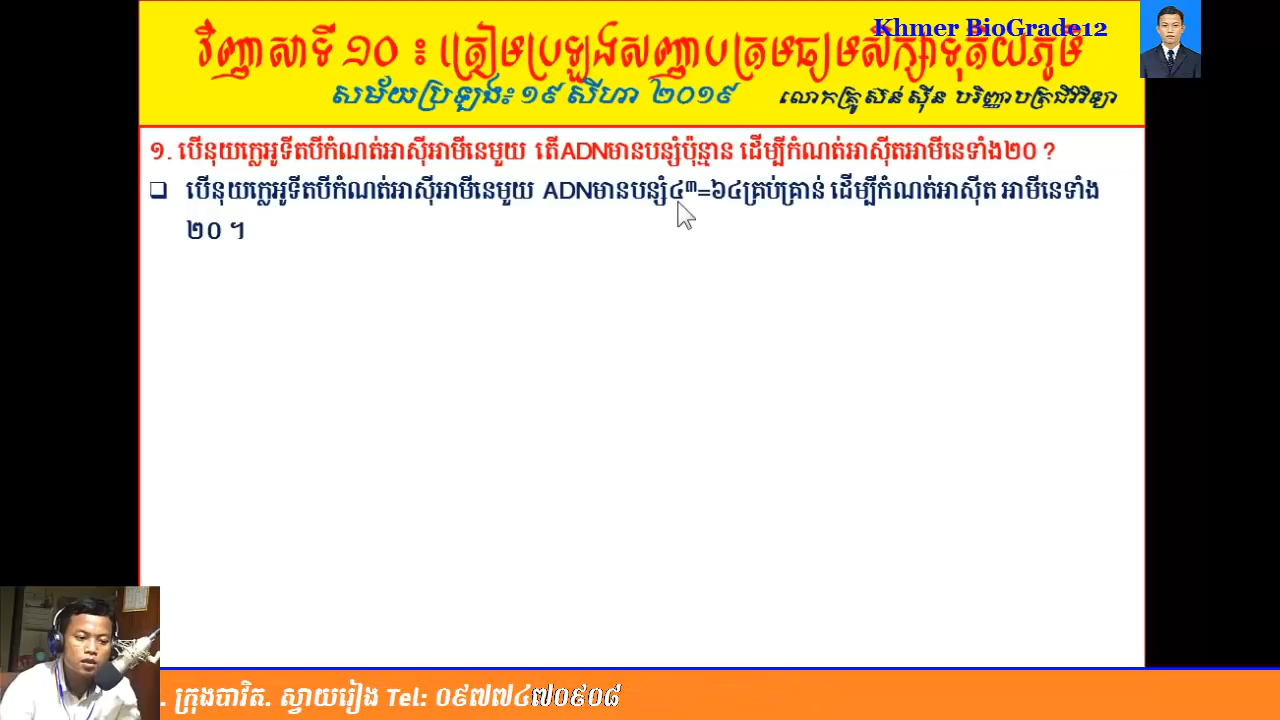 Khmer BioGrade12
វិញ្ញាសាទី ១០ ៖ ត្រៀមប្រឡងសញ្ញាបត្រមធ្យមសិក្សាទុតិយភូមិ
សម័យប្រឡង៖ ១៩ សីហា ២០១៩
លោកគ្រូ ស៊ន់ ស៊ីន បរិញ្ញាបត្រជីវវិទ្យា
១. បើនុយក្លេអូទីតបីកំណត់អាស៊ីអាមីនេមួយ តើADNមានបន្សំប៉ុន្មាន ដើម្បីកំណត់អាស៊ីតអាមីនេទាំង២០ ?
❑ បើនុយក្លេអូទីតបីកំណត់អាស៊ីអាមីនេមួយ ADNមានបន្សំ៤³=៦៤គ្រប់គ្រាន់ ដើម្បីកំណត់អាស៊ីត អាមីនេទាំង
២០ ។
. ក្រុងបាវិត. ស្វាយរៀង Tel: ០៩៧៧៤៧០៩០៨